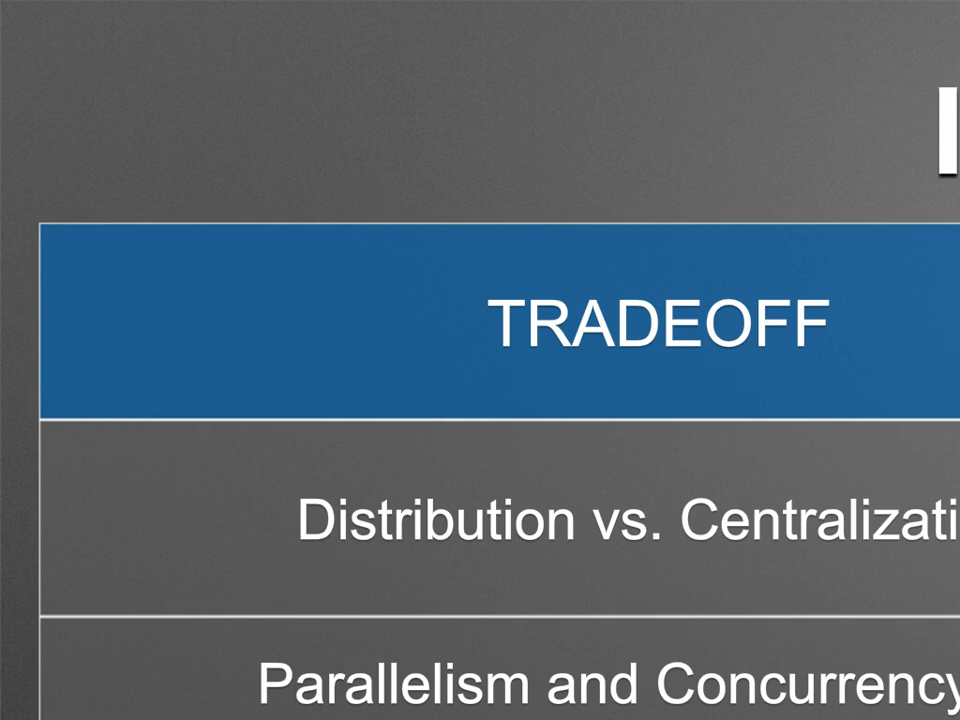 TRADEOFF
Distribution vs. Centralizati
Parallelism and Concurrency